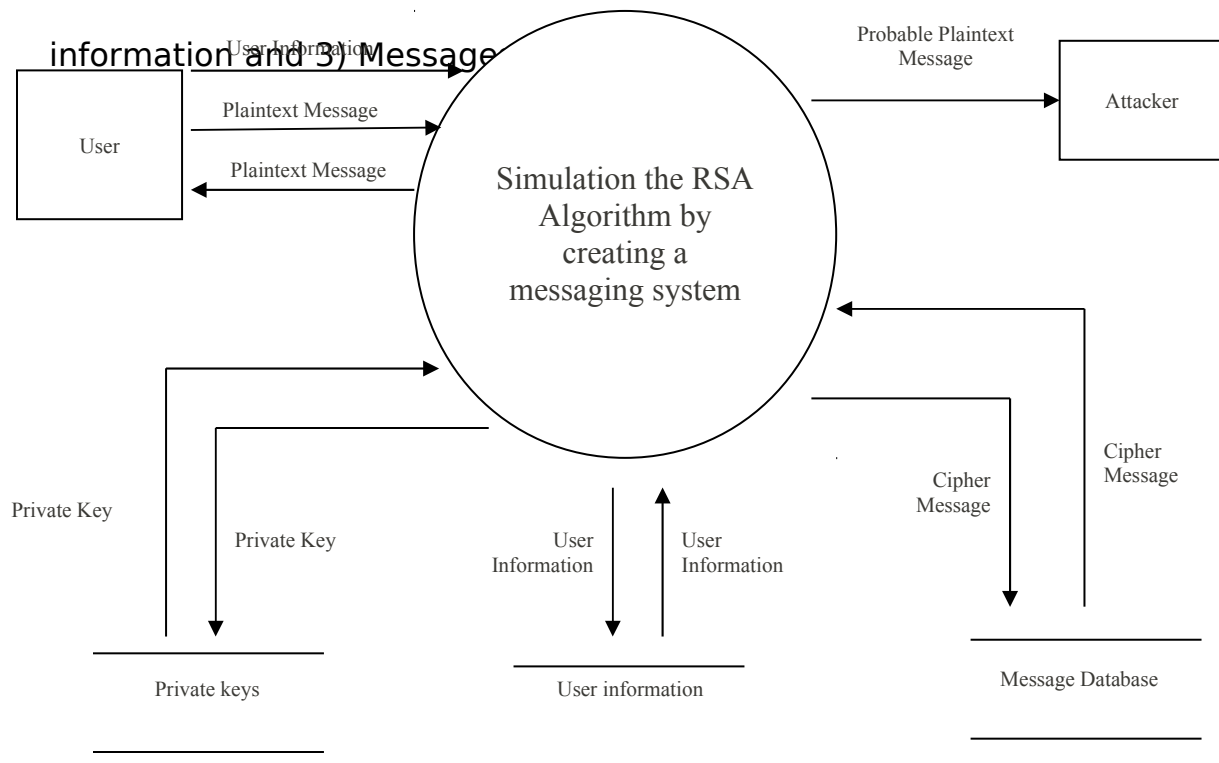 information and 3) Message
User Information
Probable Plaintext
Message
Plaintext Message
Attacker
User
Plaintext Message
Simulation the RSA
Algorithm by
creating a
messaging system
Cipher
Message
Cipher
Message
Private Key
Private Key
User
Information
User
Information
Private keys
User information
Message Database